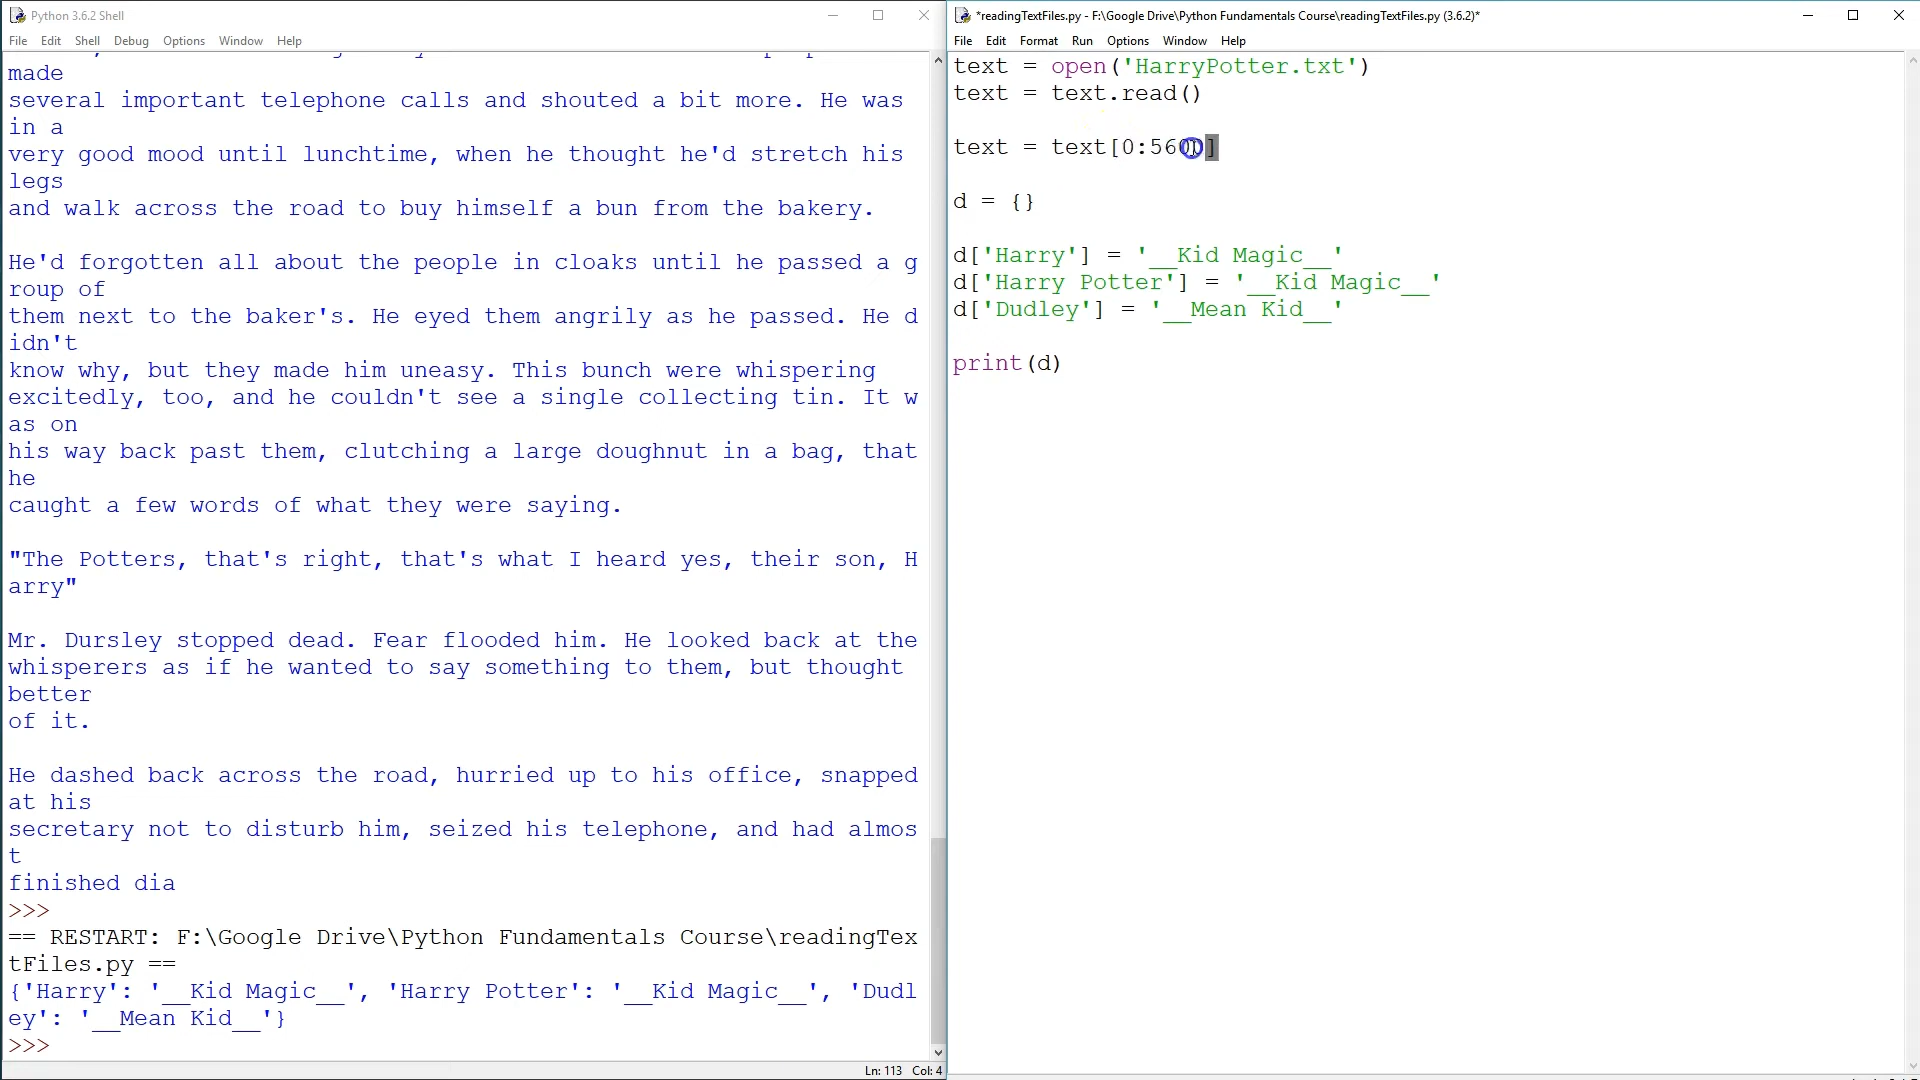 Python 3.6.2 Shell
File Edit Shell Debug Options Window Help
made
several important telephone calls and shouted a bit more. He was
in a
very good mood until lunchtime, when he thought he'd stretch his
legs
and walk across the road to buy himself a bun from the bakery.
He'd forgotten all about the people in cloaks until he passed a g
roup of
them next to the baker's. He eyed them angrily as he passed. He d
idn't
know why, but they made him uneasy. This bunch were whispering
excitedly, too, and he couldn't see a single collecting tin. It w
as on
his way back past them, clutching a large doughnut in a bag, that
he
caught a few words of what they were saying.
"The Potters, that's right, that's what I heard yes, their son, H
arry"
Mr. Dursley stopped dead. Fear flooded him. He looked back at the
whisperers as if he wanted to say something to them, but thought
better
of it.
He dashed back across the road, hurried up to his office, snapped
at his
secretary not to disturb him, seized his telephone, and had almos
t
finished dia
>>>
== RESTART: F:\Google Drive\Python Fundamentals Course\readingTex
tFiles.py ==
{'Harry': '__Kid Magic__', 'Harry Potter': '__Kid Magic__', 'Dudl
ey': '__Mean Kid__'}
>>>
Ln: 113 Col: 4
*readingTextFiles.py - F:\Google Drive\Python Fundamentals Course\readingTextFiles.py (3.6.2)*
File Edit Format Run Options Window Help
text = open('HarryPotter.txt')
text = text.read()
text = text[0:5600]
d = {}
d['Harry'] = '__Kid Magic__'
d['Harry Potter'] = '__Kid Magic__'
d['Dudley'] = '__Mean Kid__'
print(d)